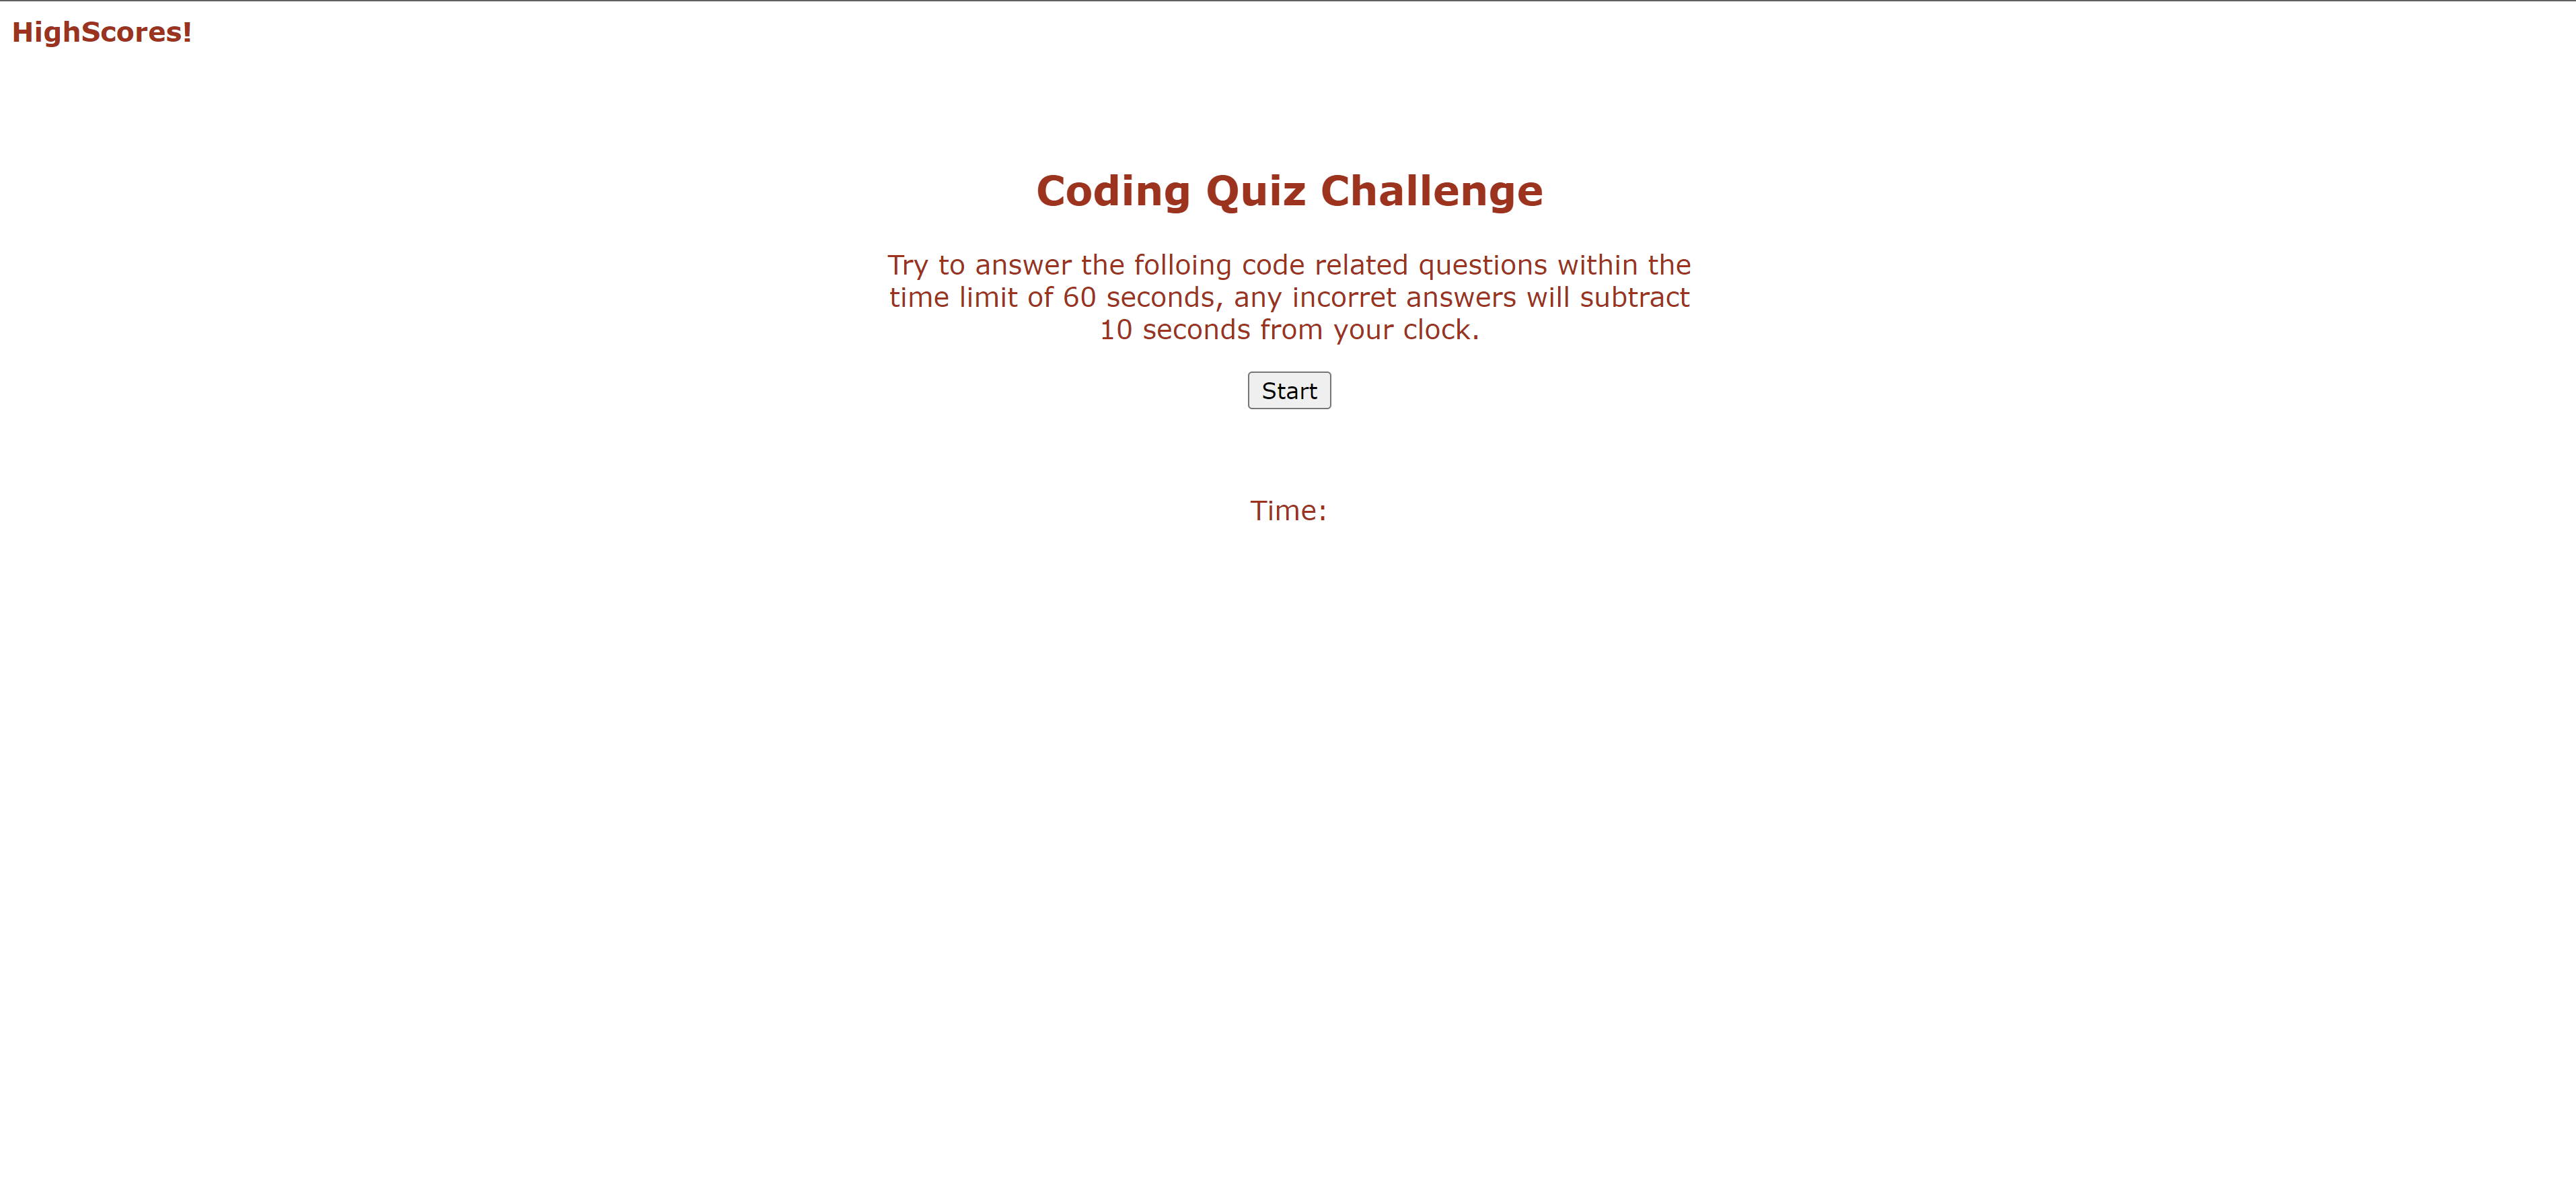 HighScores!
Coding Quiz Challenge
Try to answer the folloing code related questions within the
time limit of 60 seconds, any incorret answers will subtract
10 seconds from your clock.
Start
Time: